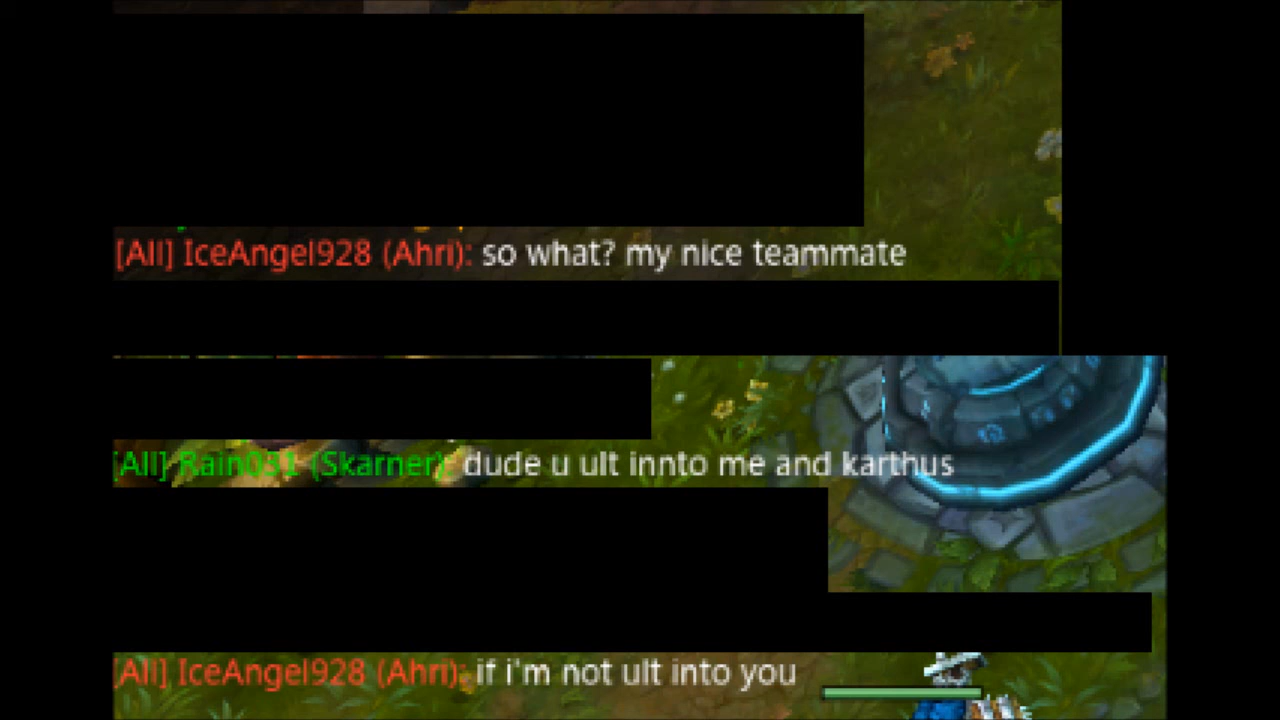 [All] IceAngel928 (Ahri): so what? my nice teammate
[All] Rain031 (Skarner): dude u ult innto me and karthus
[All] IceAngel928 (Ahri): if i'm not ult into you